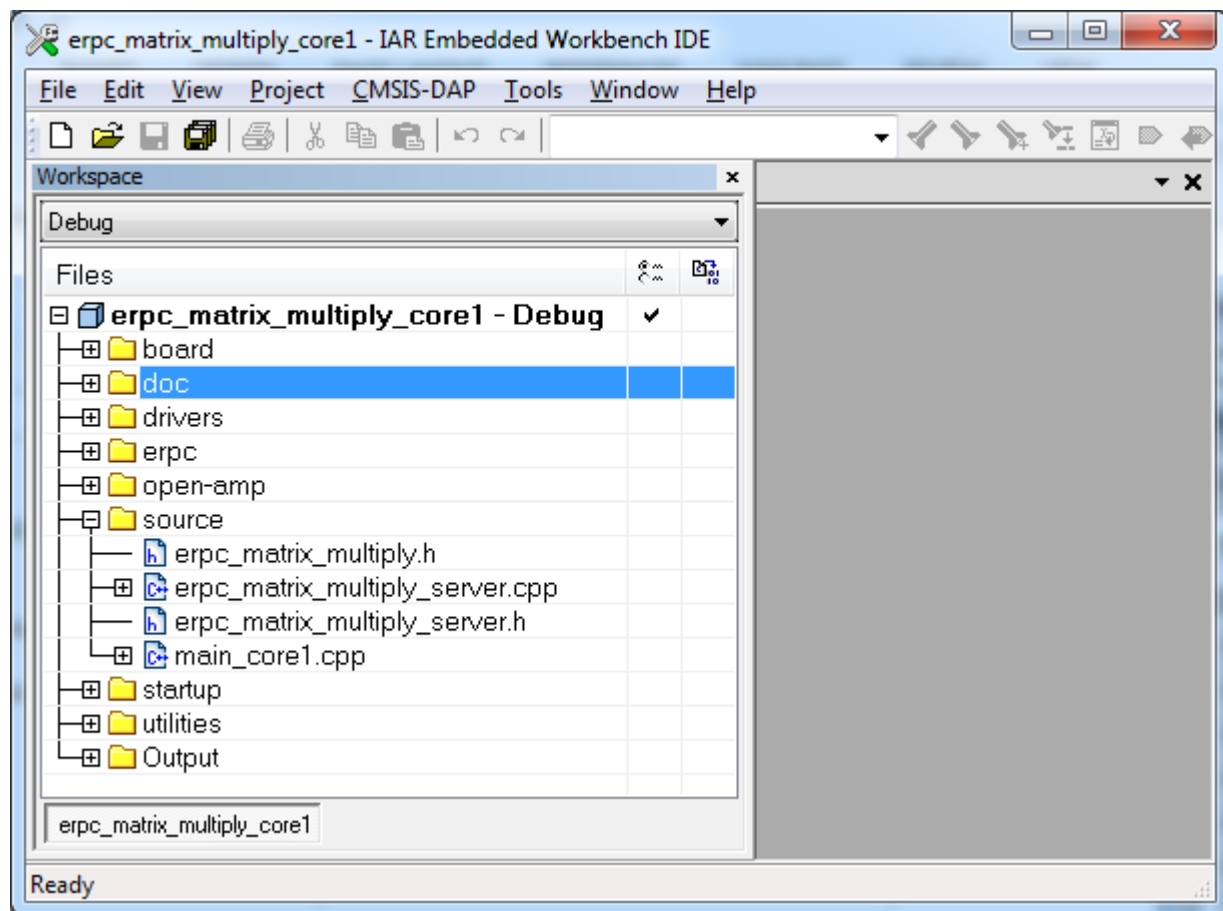 erpc_matrix_multiply_core1 - IAR Embedded Workbench IDE
File Edit View Project CMSIS-DAP Tools Window Help
Workspace
Debug
Files
erpc_matrix_multiply_core1 - Debug
board
doc
drivers
erpc
open-amp
source
erpc_matrix_multiply.h
erpc_matrix_multiply_server.cpp
erpc_matrix_multiply_server.h
main_core1.cpp
startup
utilities
Output
erpc_matrix_multiply_core1
Ready